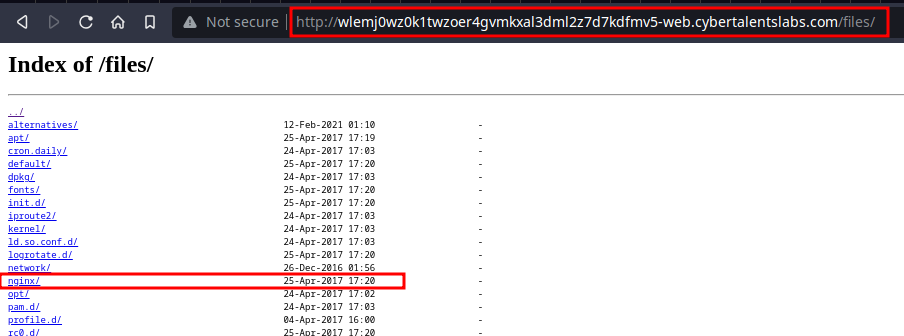 Not secure http://wlemj0wz0k1twzoer4gvmkxal3dml2z7d7kdfmv5-web.cybertalentslabs.com/files/
Index of /files/
../
alternatives/ 12-Feb-2021 01:10 -
apt/ 25-Apr-2017 17:19 -
cron.daily/ 24-Apr-2017 17:03 -
default/ 25-Apr-2017 17:20 -
dpkg/ 24-Apr-2017 17:03 -
fonts/ 25-Apr-2017 17:20 -
init.d/ 25-Apr-2017 17:20 -
iproute2/ 24-Apr-2017 17:03 -
kernel/ 24-Apr-2017 17:03 -
ld.so.conf.d/ 24-Apr-2017 17:03 -
logrotate.d/ 25-Apr-2017 17:20 -
network/ 26-Dec-2016 01:56 -
nginx/ 25-Apr-2017 17:20 -
opt/ 24-Apr-2017 17:02 -
pam.d/ 24-Apr-2017 17:03 -
profile.d/ 04-Apr-2017 16:00 -
rc0.d/ 25-Apr-2017 17:20 -